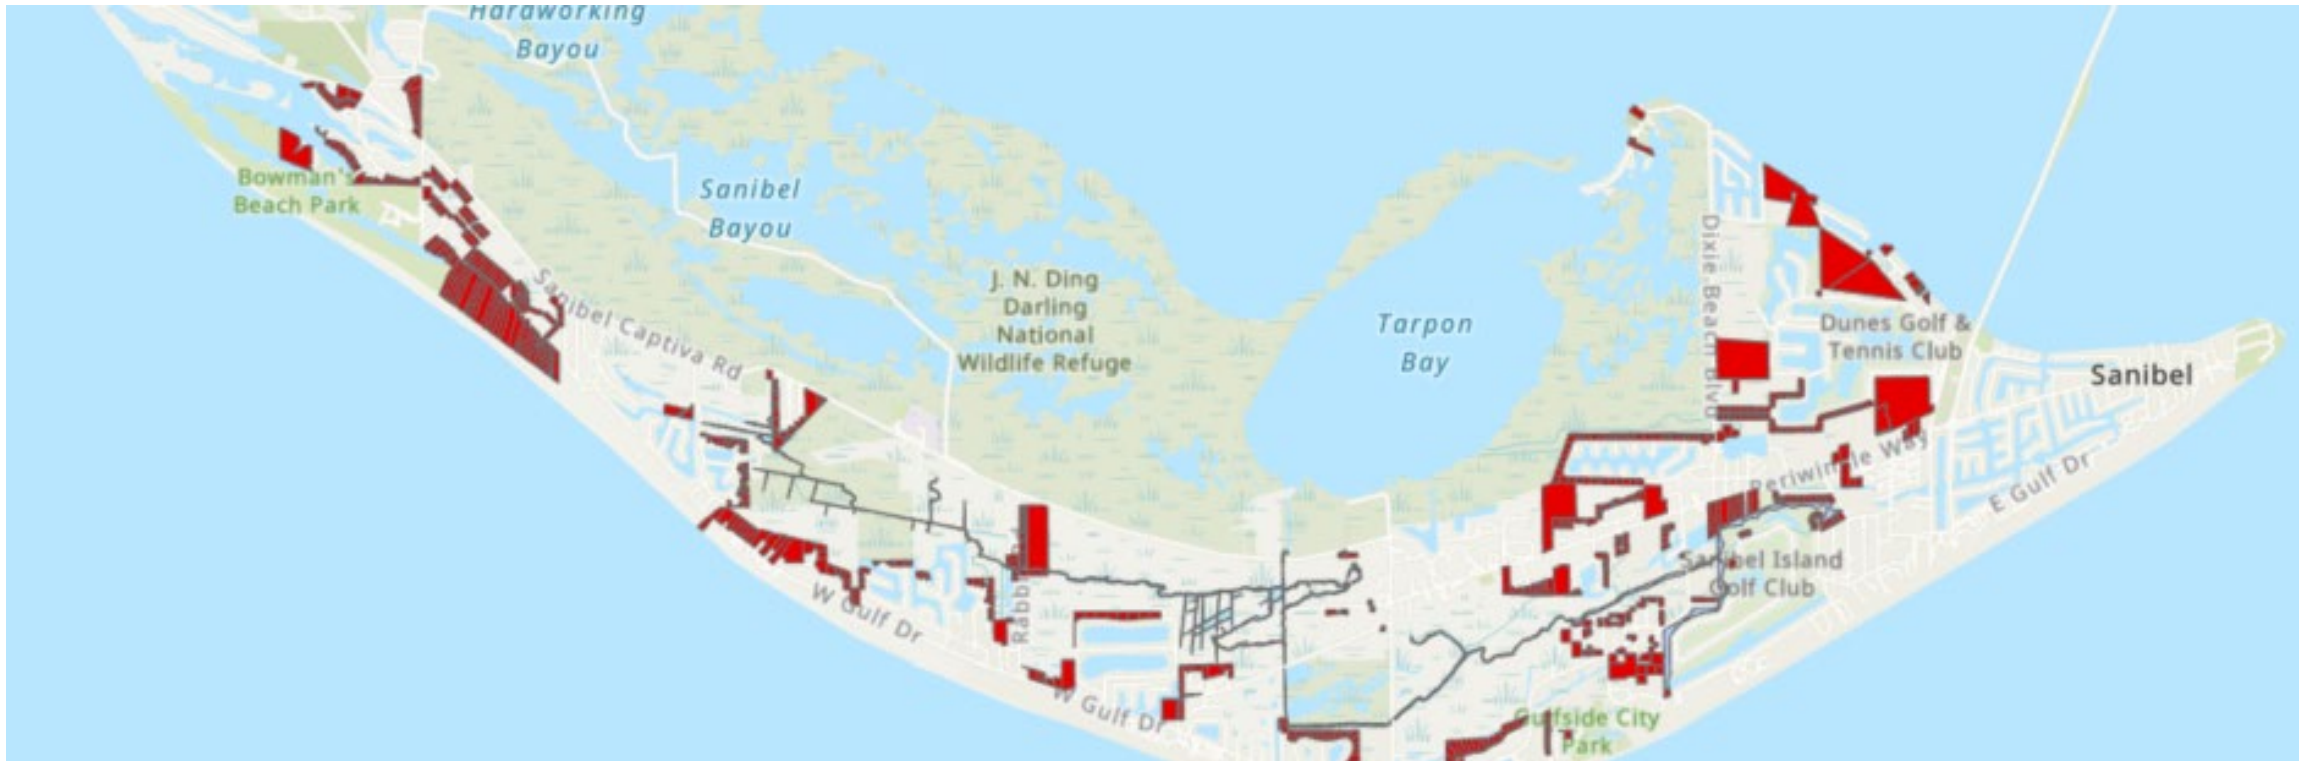 Hardworking
Bayou
Bowman's
Beach Park
Sanibel
Bayou
Sanibel Captiva Rd
J. N. Ding
Darling
National
Wildlife Refuge
Tarpon
Bay
Dixie Beach Blvd
Dunes Golf &
Tennis Club
Sanibel
Periwinkle Way
E Gulf Dr
Sanibel Island
Golf Club
W Gulf Dr
Rabb
W Gulf Dr
Gulfside City
Park